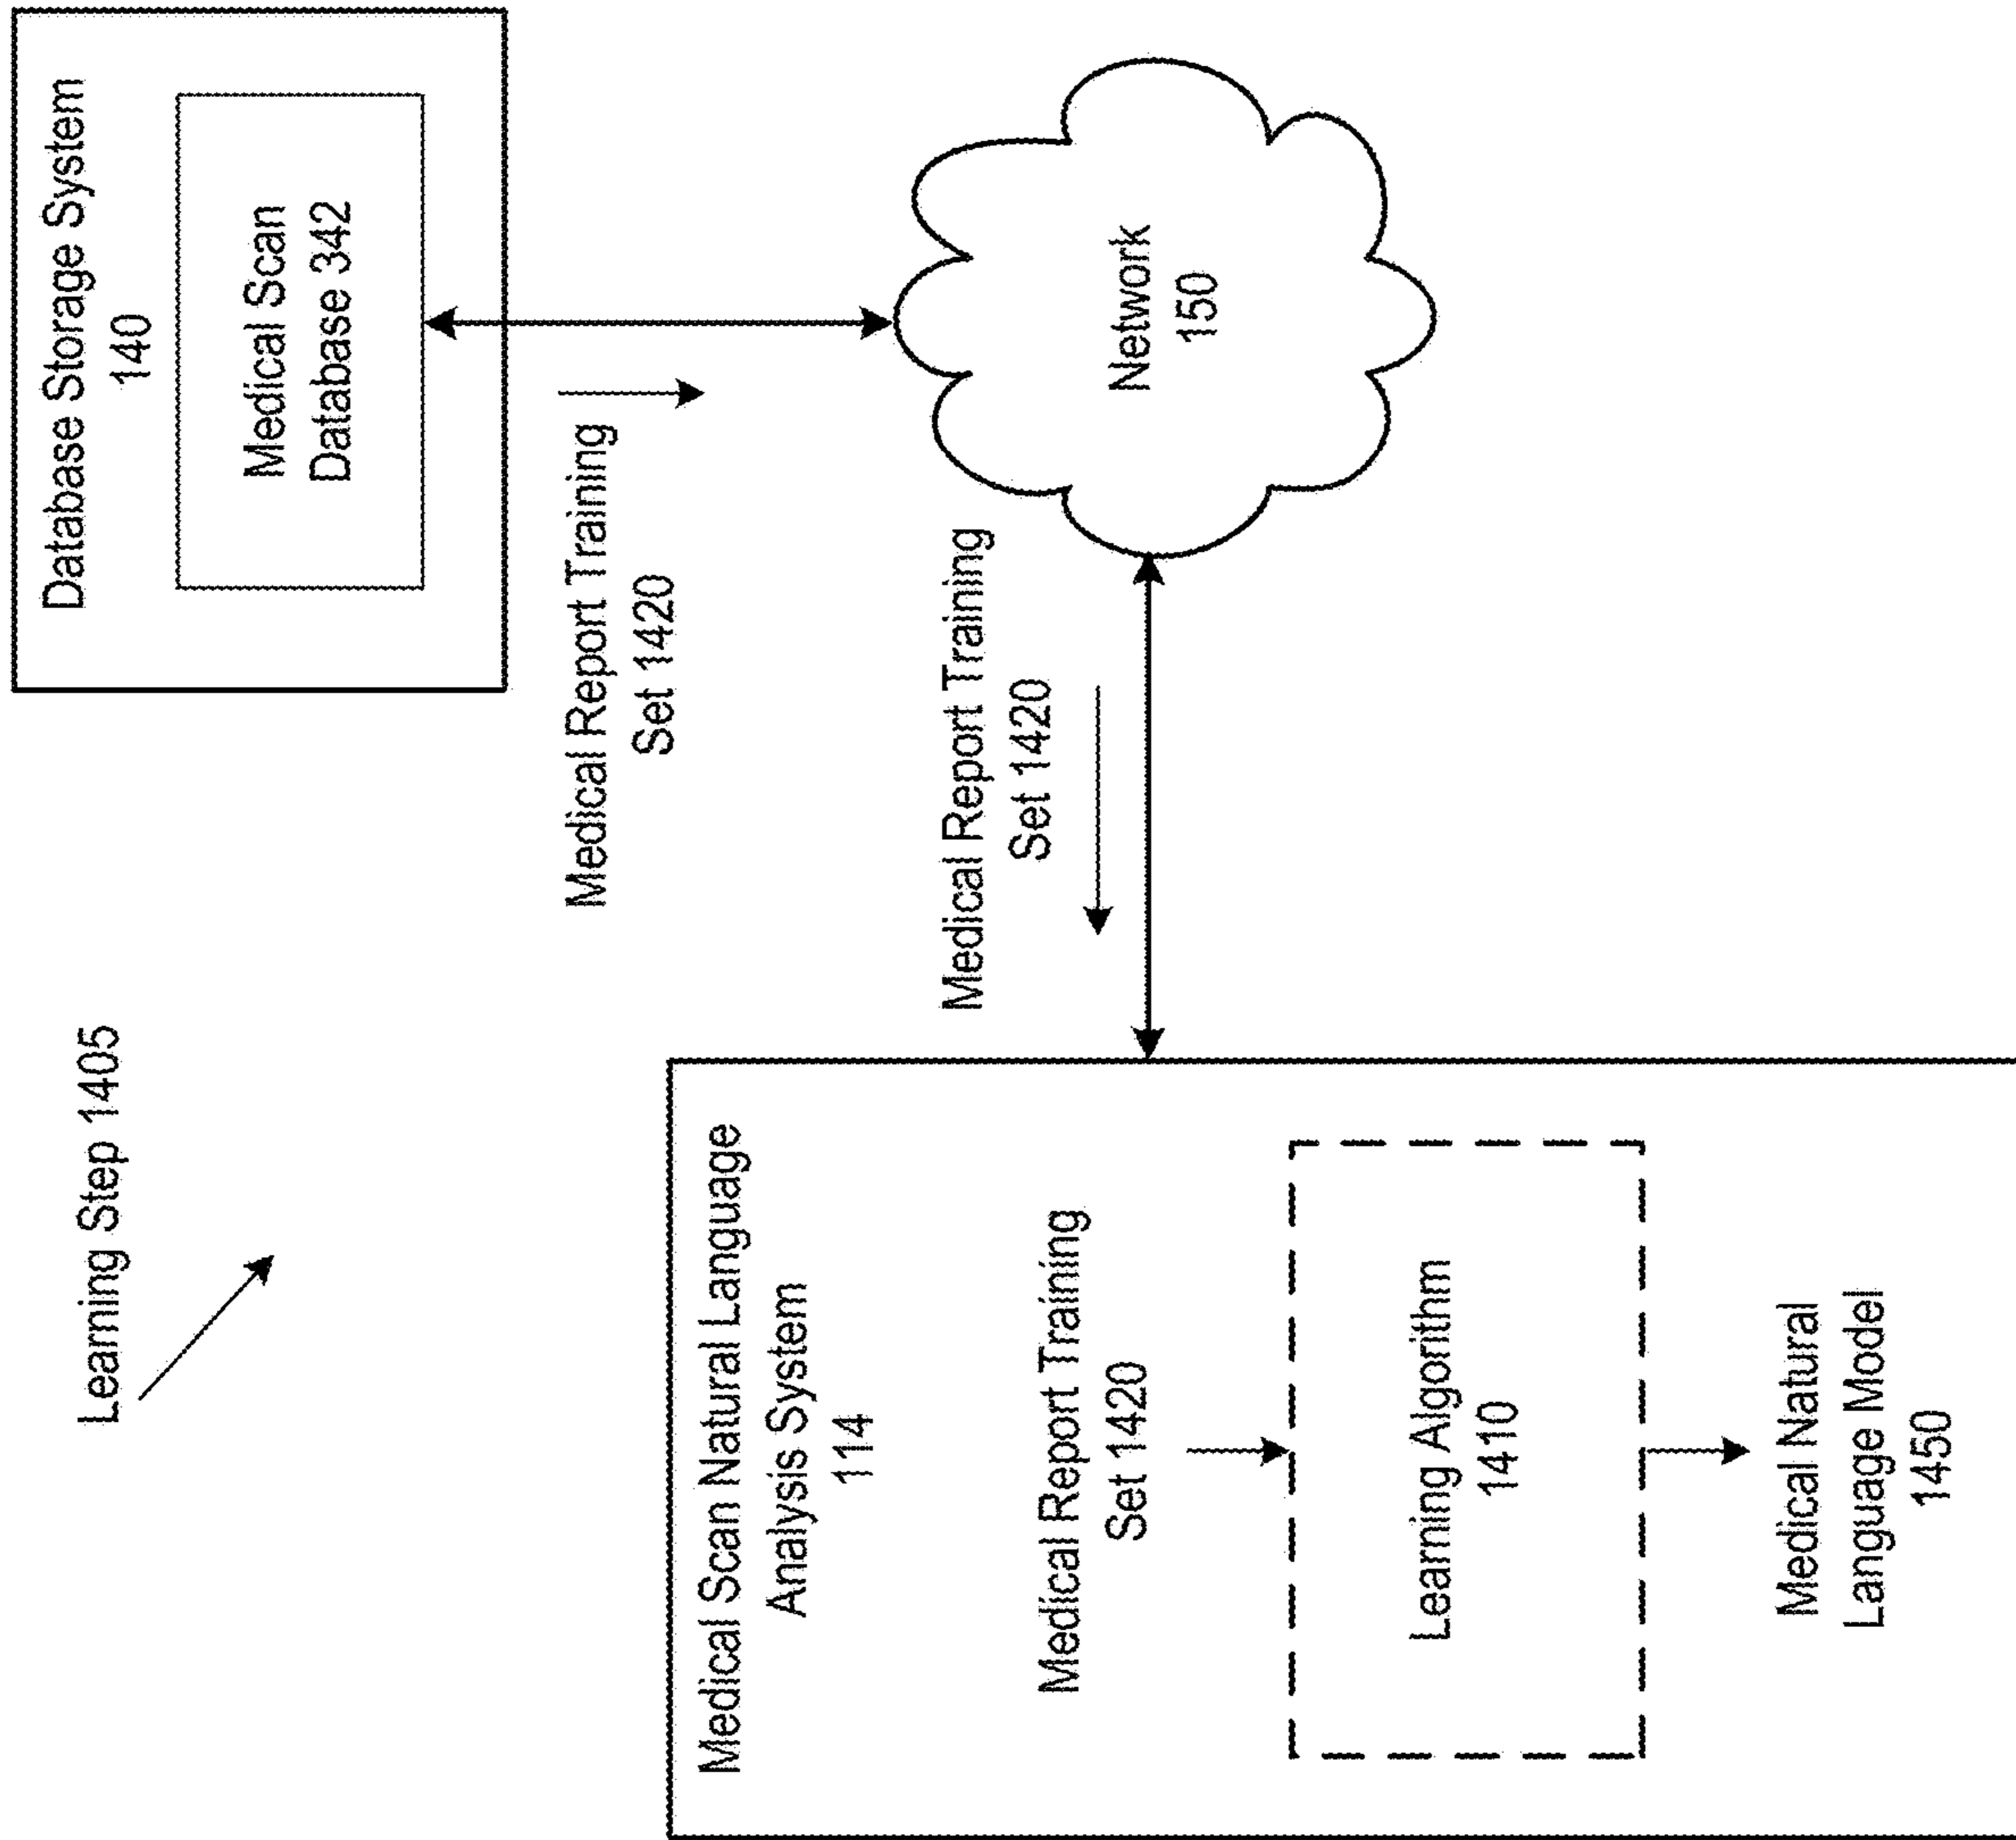 Learning Step 1405
Database Storage System
140
Medical Scan
Database 342
Medical Report Training
Set 1420
Medical Report Training
Set 1420
Network
150
Medical Scan Natural Language
Analysis System
114
Medical Report Training
Set 1420
Learning Algorithm
1410
Medical Natural
Language Model
1450